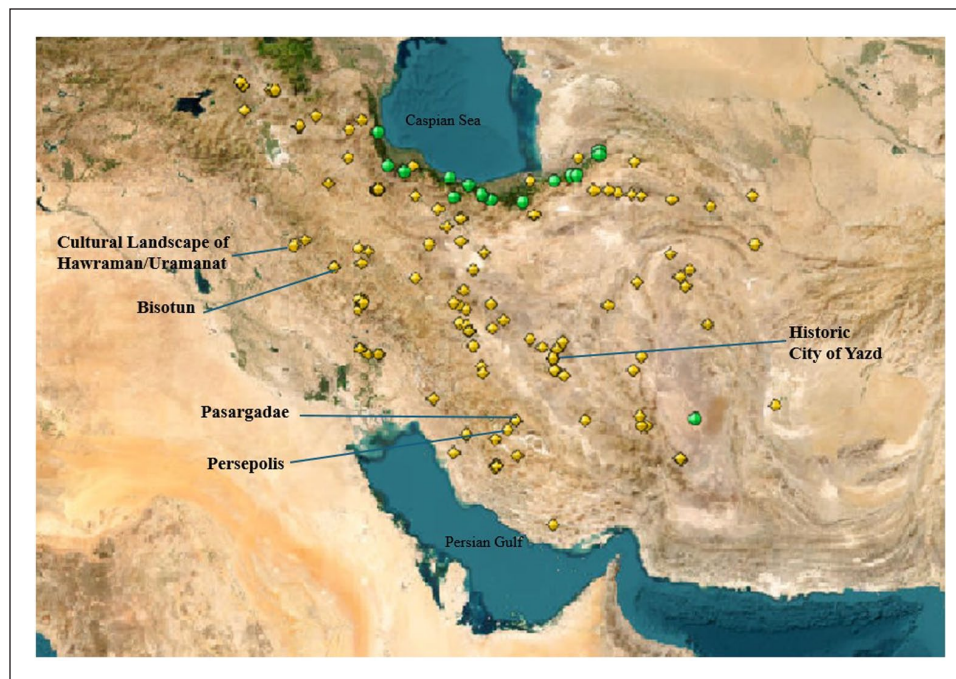 Caspian Sea
Cultural Landscape of
Hawraman/Uramanat
Bisotun
Historic
City of Yazd
Pasargadae
Persepolis
Persian Gulf